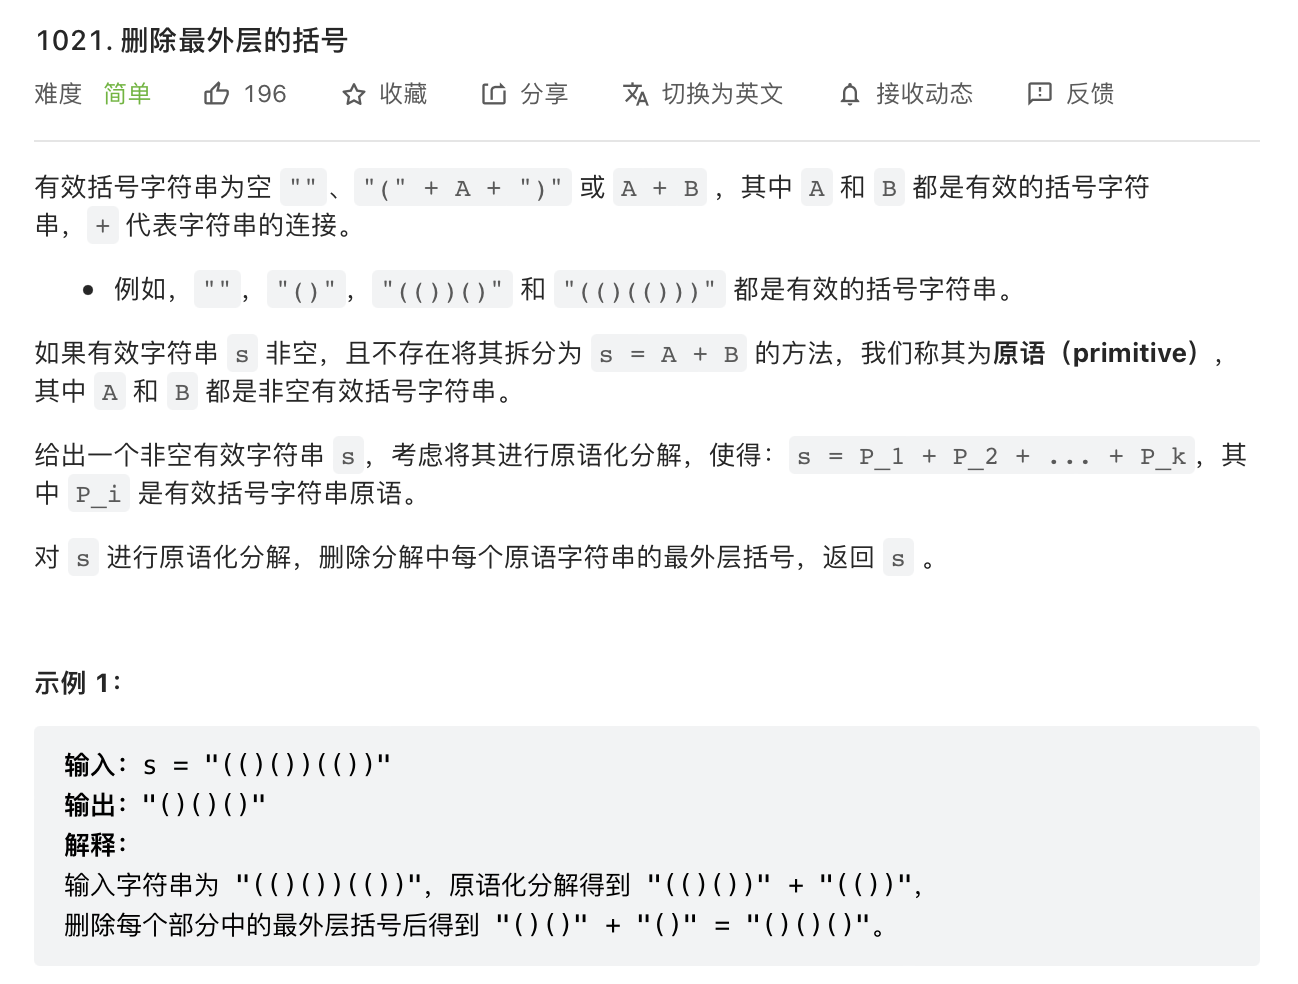 1021. 删除最外层的括号
难度 简单 196 收藏 分享 切换为英文 接收动态 反馈
有效括号字符串为空 ""、"(" + A + ")" 或 A + B ，其中 A 和 B 都是有效的括号字符
串，+ 代表字符串的连接。
• 例如，""，"()"，"(())()" 和 "(()(()))" 都是有效的括号字符串。
如果有效字符串 s 非空，且不存在将其拆分为 s = A + B 的方法，我们称其为原语（primitive），
其中 A 和 B 都是非空有效括号字符串。
给出一个非空有效字符串 s，考虑将其进行原语化分解，使得：s = P_1 + P_2 + ... + P_k，其
中 P_i 是有效括号字符串原语。
对 s 进行原语化分解，删除分解中每个原语字符串的最外层括号，返回 s 。
示例 1：
输入：s = "(()())(())"
输出："()()()"
解释：
输入字符串为 "(()())(())"，原语化分解得到 "(()())" + "(())"，
删除每个部分中的最外层括号后得到 "()()" + "()" = "()()()"。